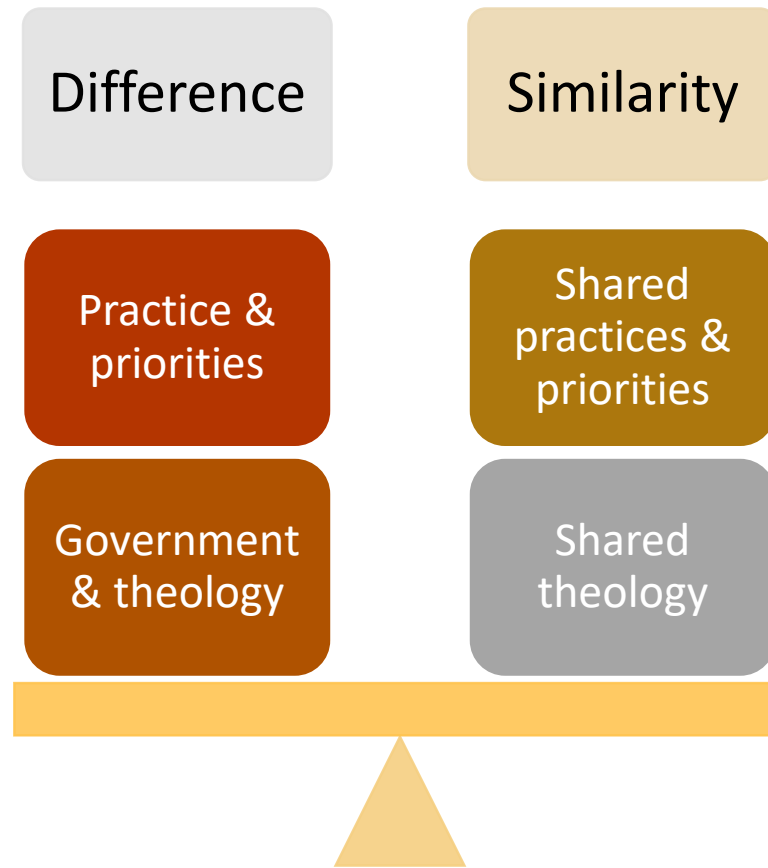 Difference
Similarity
Practice &
priorities
Shared
practices &
priorities
Government
& theology
Shared
theology